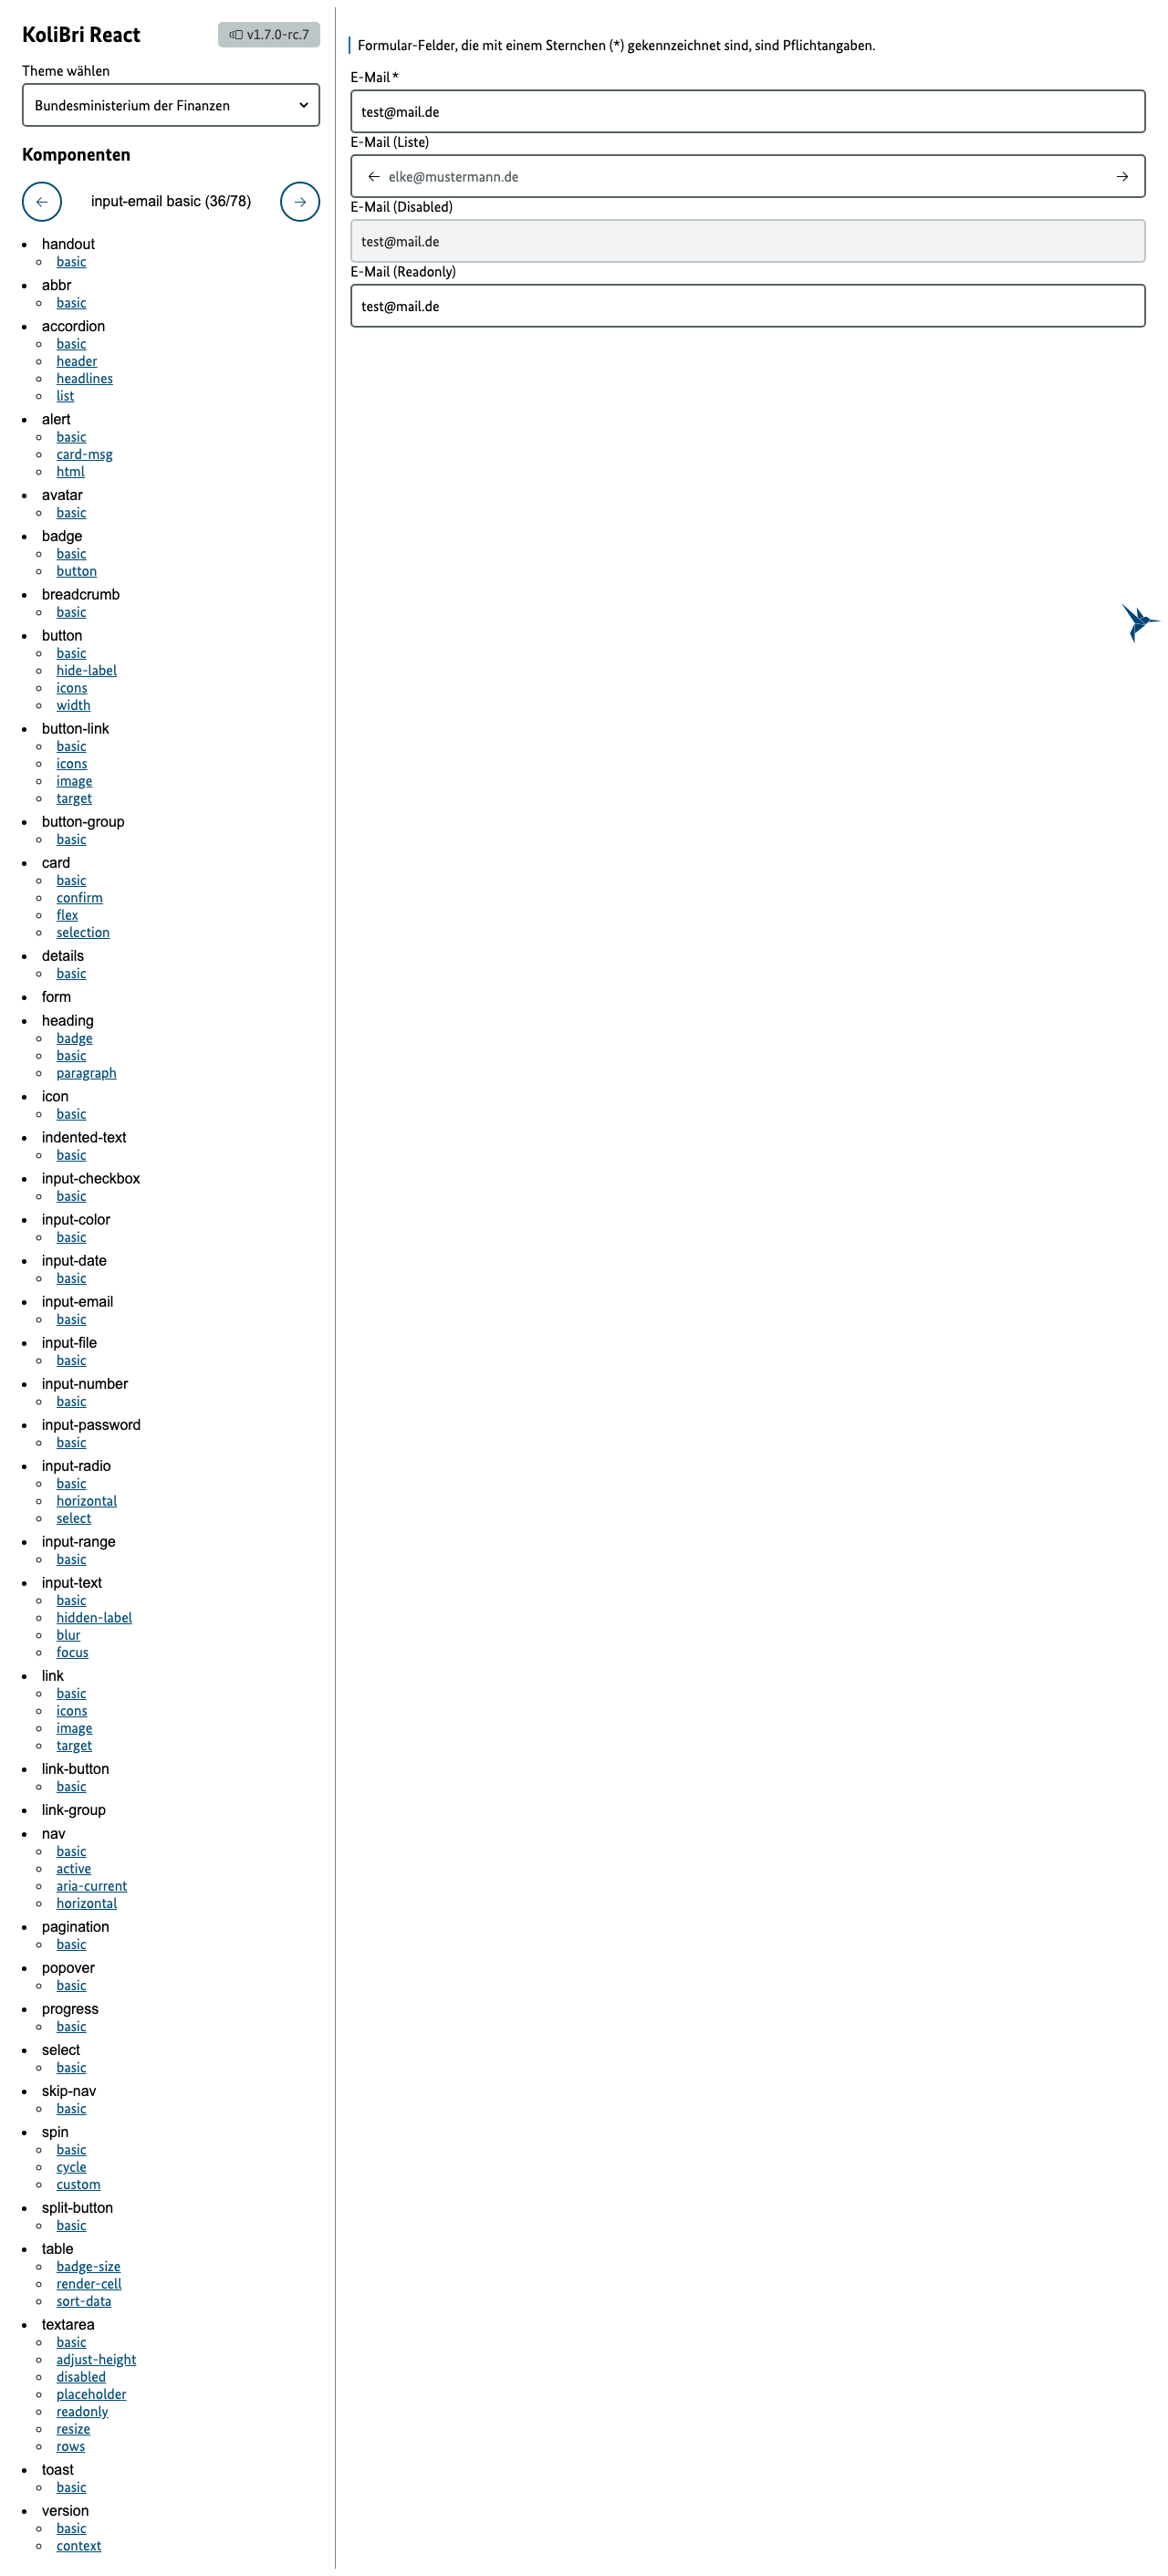 KoliBri React
v1.7.0-rc.7
Theme wählen
Bundesministerium der Finanzen
Komponenten
input-email basic (36/78)
handout
basic
abbr
basic
accordion
basic
header
headlines
list
alert
basic
card-msg
html
avatar
basic
badge
basic
button
breadcrumb
basic
button
basic
hide-label
icons
width
button-link
basic
icons
image
target
button-group
basic
card
basic
confirm
flex
selection
details
basic
form
heading
badge
basic
paragraph
icon
basic
indented-text
basic
input-checkbox
basic
input-color
basic
input-date
basic
input-email
basic
input-file
basic
input-number
basic
input-password
basic
input-radio
basic
horizontal
select
input-range
basic
input-text
basic
hidden-label
blur
focus
link
basic
icons
image
target
link-button
basic
link-group
nav
basic
active
aria-current
horizontal
pagination
basic
popover
basic
progress
basic
select
basic
skip-nav
basic
spin
basic
cycle
custom
split-button
basic
table
badge-size
render-cell
sort-data
textarea
basic
adjust-height
disabled
placeholder
readonly
resize
rows
toast
basic
version
basic
context
Formular-Felder, die mit einem Sternchen (*) gekennzeichnet sind, sind Pflichtangaben.
E-Mail *
test@mail.de
E-Mail (Liste)
elke@mustermann.de
E-Mail (Disabled)
test@mail.de
E-Mail (Readonly)
test@mail.de